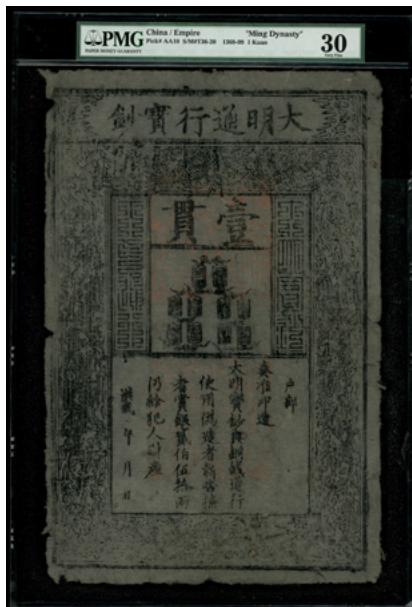 PMG
PAPER MONEY GUARANTY
China / Empire "Ming Dynasty"
Pick# AA10 S/M#T36-20 1368-99 1 Kuan
30
Very Fine
大明通行寶鈔
壹貫
戶部
奏准印造
大明寶鈔與銅錢通行
使用偽造者斬告捕
者賞銀貳伯伍拾兩
仍給犯人財產
洪武 年 月 日